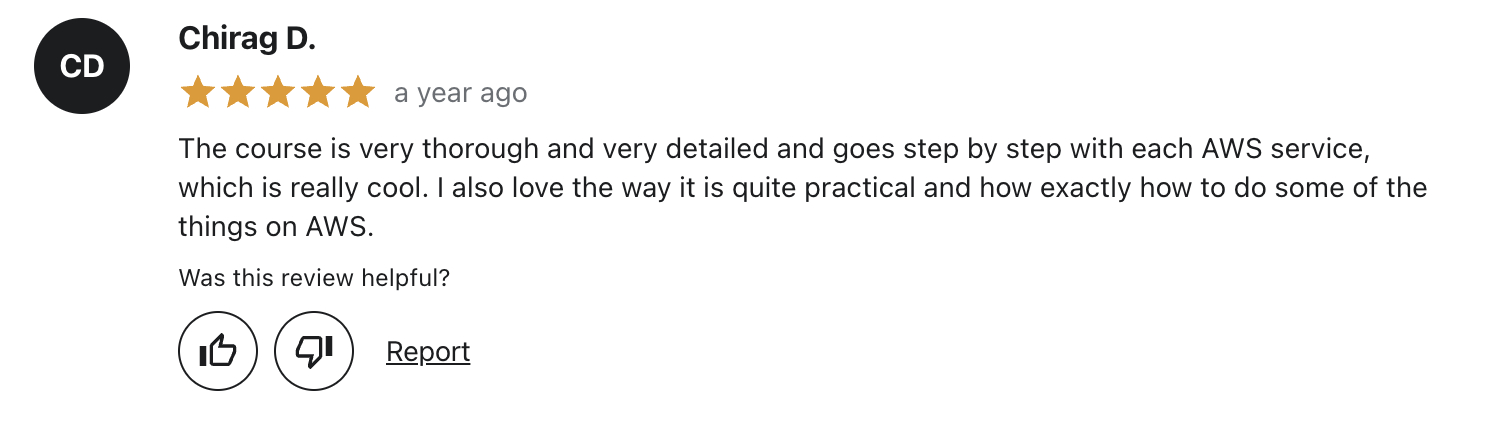 CD
Chirag D.
a year ago
The course is very thorough and very detailed and goes step by step with each AWS service,
which is really cool. I also love the way it is quite practical and how exactly how to do some of the
things on AWS.
Was this review helpful?
Report